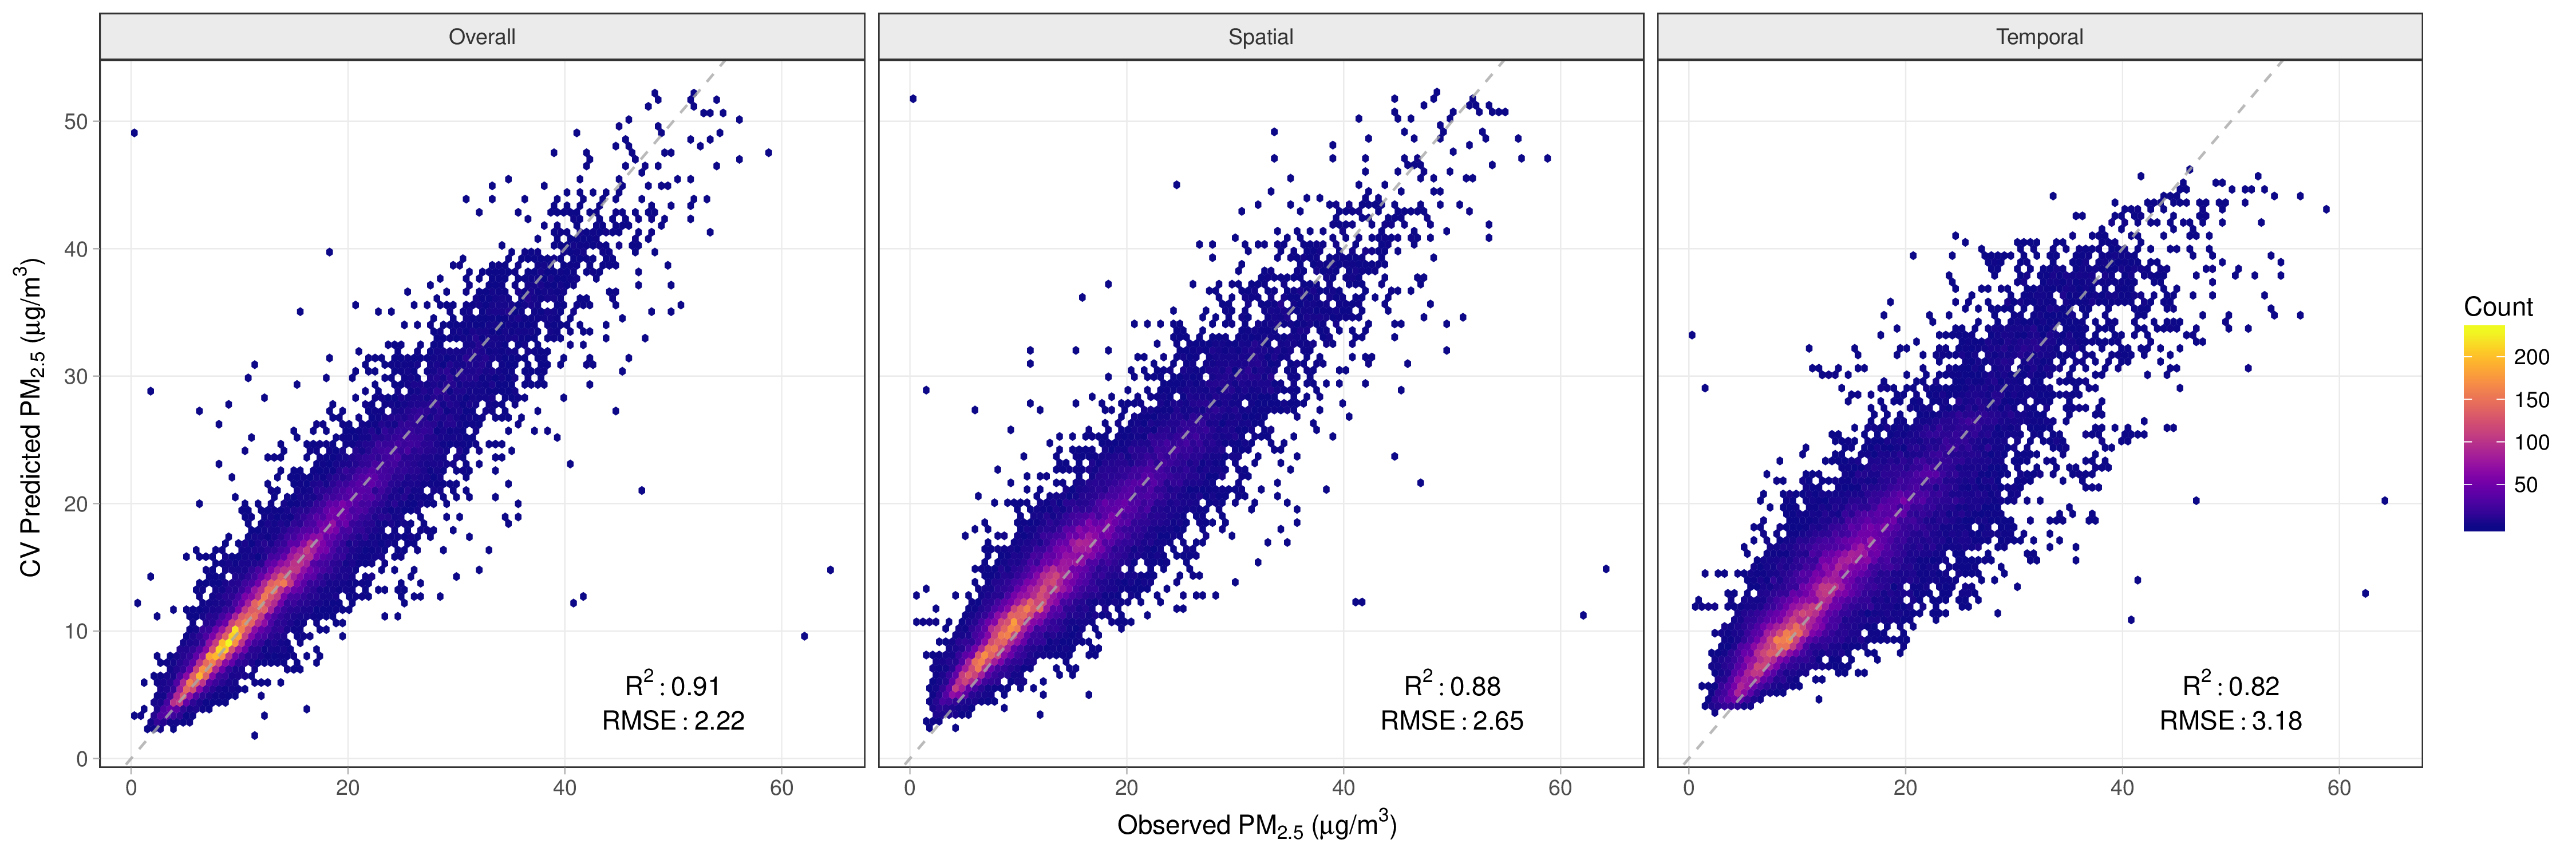 Overall Spatial Temporal
CV Predicted PM2.5 (μg/m3)
50
40
30
20
10
0
R2 : 0.91
RMSE : 2.22
R2 : 0.88
RMSE : 2.65
R2 : 0.82
RMSE : 3.18
0 20 40 60 0 20 40 60 0 20 40 60
Observed PM2.5 (μg/m3)
Count
200
150
100
50